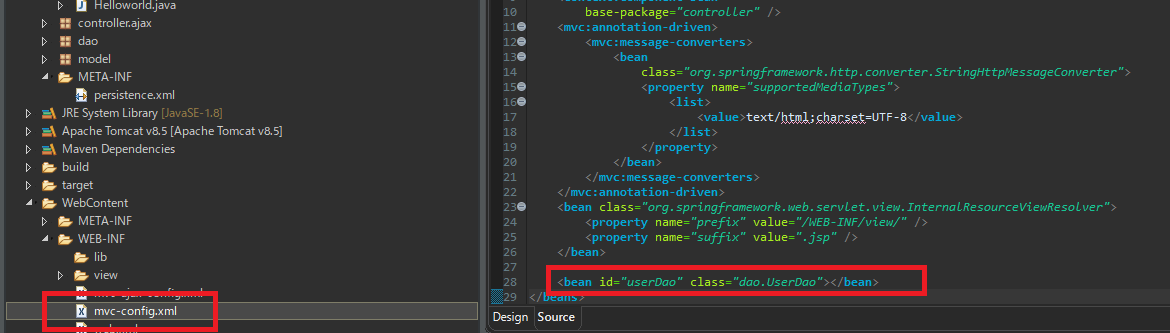 Helloworld.java
controller.ajax
dao
model
META-INF
persistence.xml
JRE System Library [JavaSE-1.8]
Apache Tomcat v8.5 [Apache Tomcat v8.5]
Maven Dependencies
build
target
WebContent
META-INF
WEB-INF
lib
view
mvc-ajax-config.xml
mvc-config.xml
10 base-package="controller" />
11 <mvc:annotation-driven>
12 <mvc:message-converters>
13 <bean
14 class="org.springframework.http.converter.StringHttpMessageConverter">
15 <property name="supportedMediaTypes">
16 <list>
17 <value>text/html;charset=UTF-8</value>
18 </list>
19 </property>
20 </bean>
21 </mvc:message-converters>
22 </mvc:annotation-driven>
23 <bean class="org.springframework.web.servlet.view.InternalResourceViewResolver">
24 <property name="prefix" value="/WEB-INF/view/" />
25 <property name="suffix" value=".jsp" />
26 </bean>
27
28 <bean id="userDao" class="dao.UserDao"></bean>
29 </beans>
Design Source